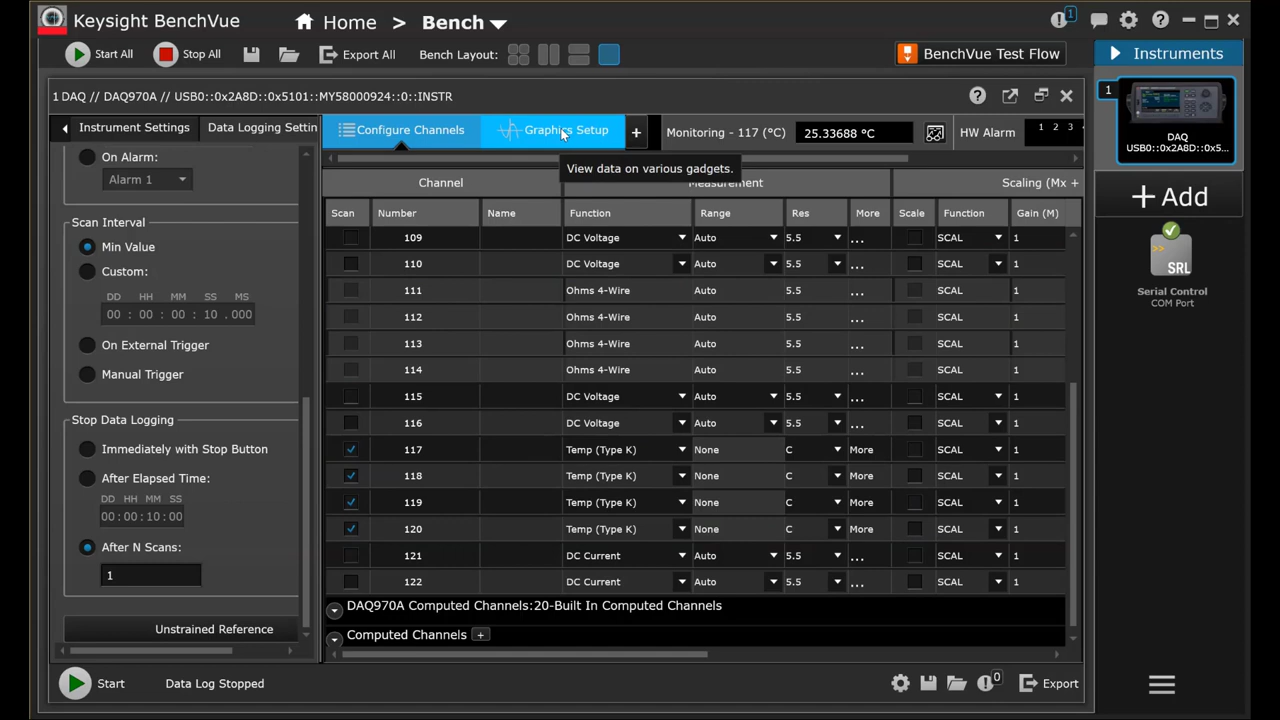 Keysight BenchVue
Home > Bench
1
Start All
Stop All
Export All
Bench Layout:
BenchVue Test Flow
Instruments
1 DAQ // DAQ970A // USB0::0x2A8D::0x5101::MY58000924::0::INSTR
1
DAQ
USB0::0x2A8D::0x5...
Add
SRL
Serial Control
COM Port
Instrument Settings
Data Logging Settin
Configure Channels
Graphics Setup
+
Monitoring - 117 (°C)
25.33688 °C
HW Alarm
1 2 3
View data on various gadgets.
On Alarm:
Alarm 1
Scan Interval
Min Value
Custom:
DD HH MM SS MS
00 : 00 : 00 : 10 .000
On External Trigger
Manual Trigger
Stop Data Logging
Immediately with Stop Button
After Elapsed Time:
DD HH MM SS
00:00:10:00
After N Scans:
1
Unstrained Reference
Channel Measurement Scaling (Mx +
Scan Number Name Function Range Res More Scale Function Gain (M)
109 DC Voltage Auto 5.5 ... SCAL 1
110 DC Voltage Auto 5.5 ... SCAL 1
111 Ohms 4-Wire Auto 5.5 ... SCAL 1
112 Ohms 4-Wire Auto 5.5 ... SCAL 1
113 Ohms 4-Wire Auto 5.5 ... SCAL 1
114 Ohms 4-Wire Auto 5.5 ... SCAL 1
115 DC Voltage Auto 5.5 ... SCAL 1
116 DC Voltage Auto 5.5 ... SCAL 1
117 Temp (Type K) None C More SCAL 1
118 Temp (Type K) None C More SCAL 1
119 Temp (Type K) None C More SCAL 1
120 Temp (Type K) None C More SCAL 1
121 DC Current Auto 5.5 ... SCAL 1
122 DC Current Auto 5.5 ... SCAL 1
DAQ970A Computed Channels:20-Built In Computed Channels
Computed Channels +
Start
Data Log Stopped
0
Export